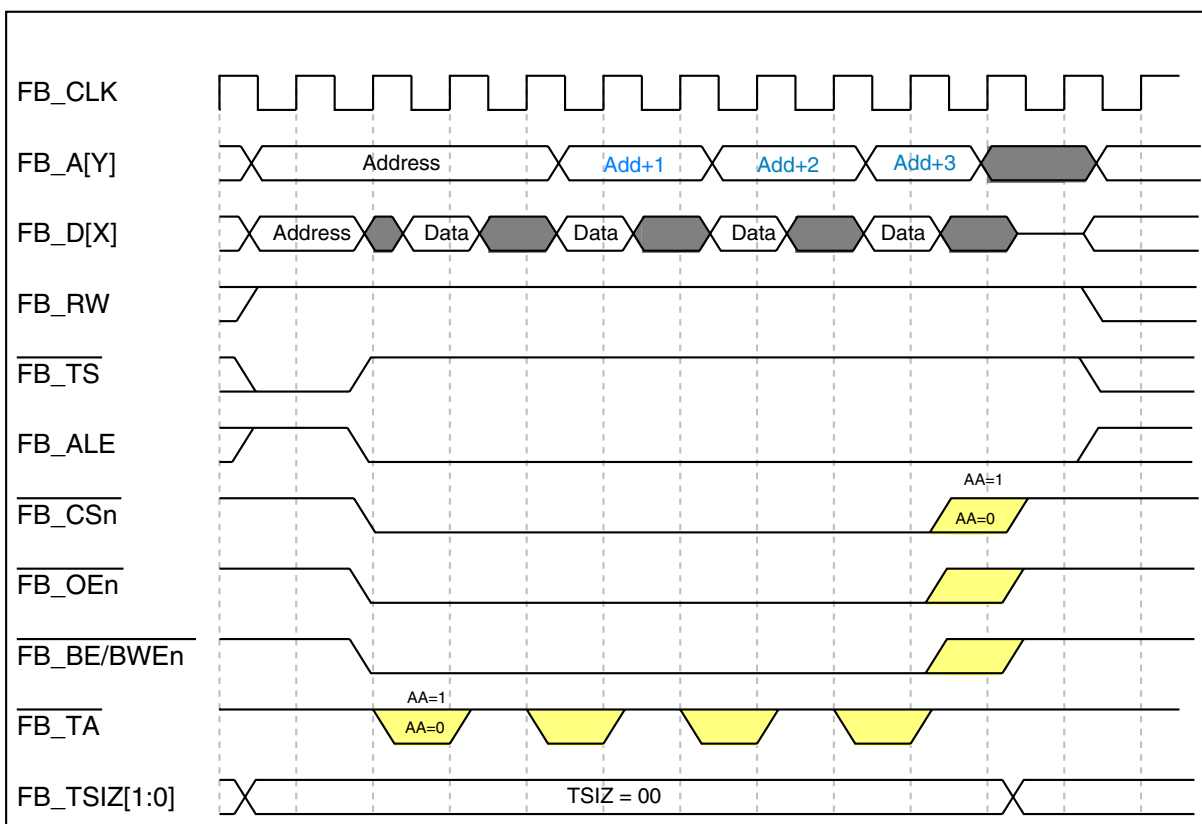 FB_CLK
FB_A[Y] Address Add+1 Add+2 Add+3
FB_D[X] Address Data Data Data Data
FB_RW
FB_TS
FB_ALE
AA=1
FB_CSn AA=0
FB_OEn
FB_BE/BWEn
AA=1
FB_TA AA=0
FB_TSIZ[1:0] TSIZ = 00